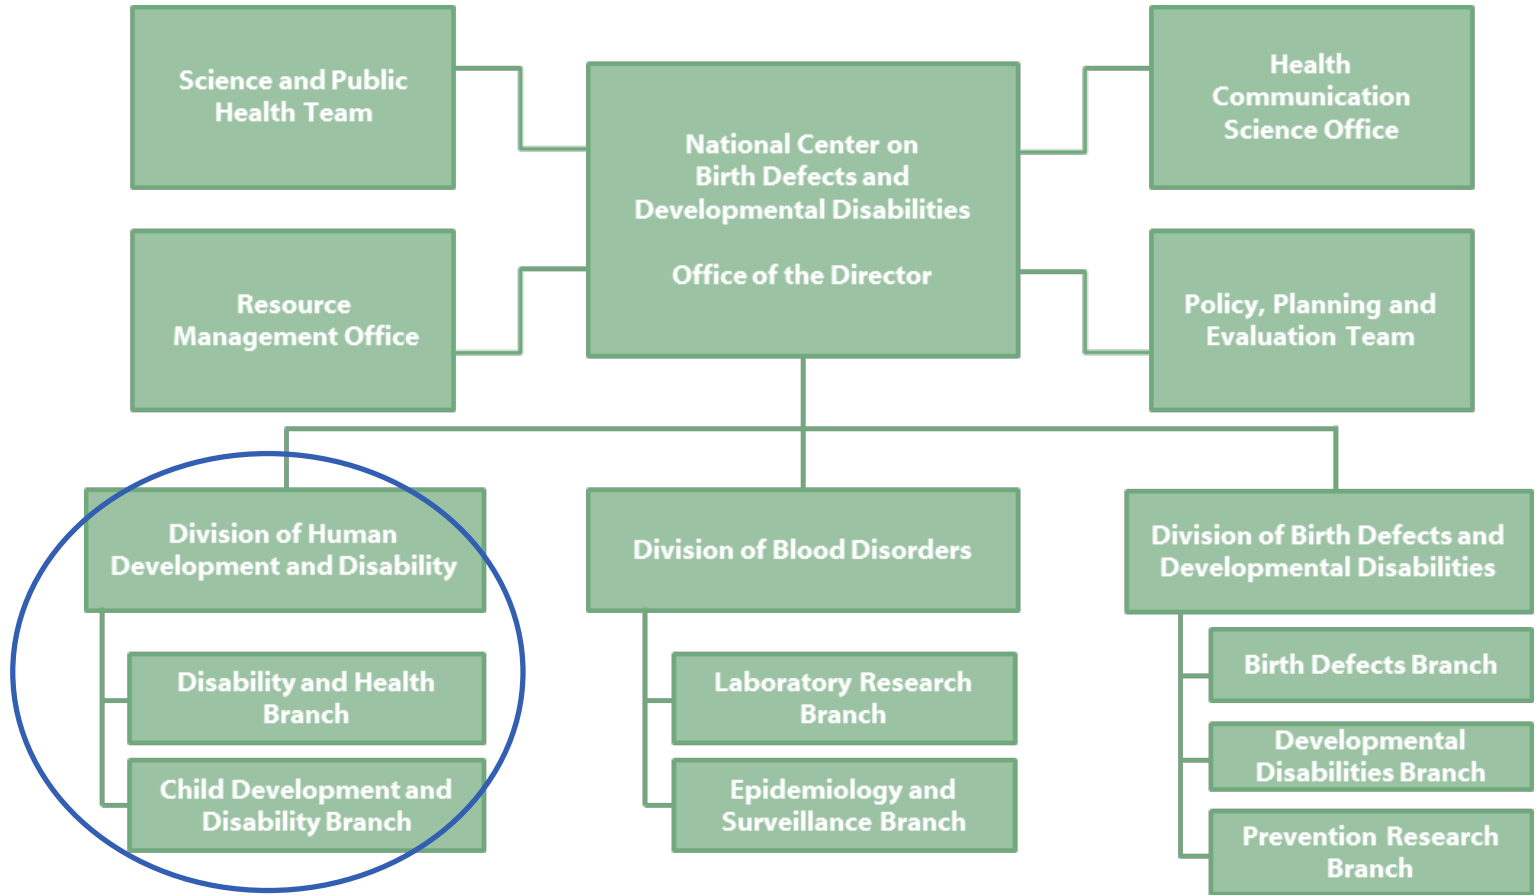 Science and Public
Health Team
Health
Communication
Science Office
National Center on
Birth Defects and
Developmental Disabilities
Office of the Director
Resource
Management Office
Policy, Planning and
Evaluation Team
Division of Human
Development and Disability
Disability and Health
Branch
Child Development and
Disability Branch
Division of Blood Disorders
Laboratory Research
Branch
Epidemiology and
Surveillance Branch
Division of Birth Defects and
Developmental Disabilities
Birth Defects Branch
Developmental
Disabilities Branch
Prevention Research
Branch